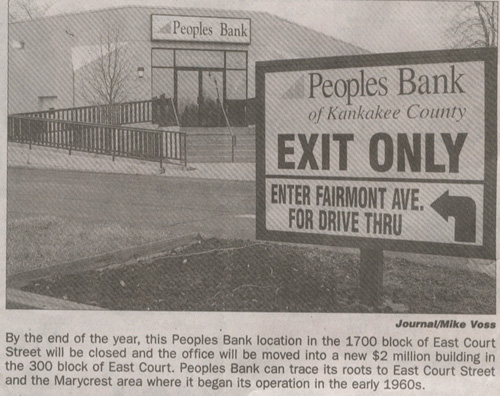 Peoples Bank
Peoples Bank
of Kankakee County
EXIT ONLY
ENTER FAIRMONT AVE.
FOR DRIVE THRU
Journal/Mike Voss
By the end of the year, this Peoples Bank location in the 1700 block of East Court
Street will be closed and the office will be moved into a new $2 million building in
the 300 block of East Court. Peoples Bank can trace its roots to East Court Street
and the Marycrest area where it began its operation in the early 1960s.